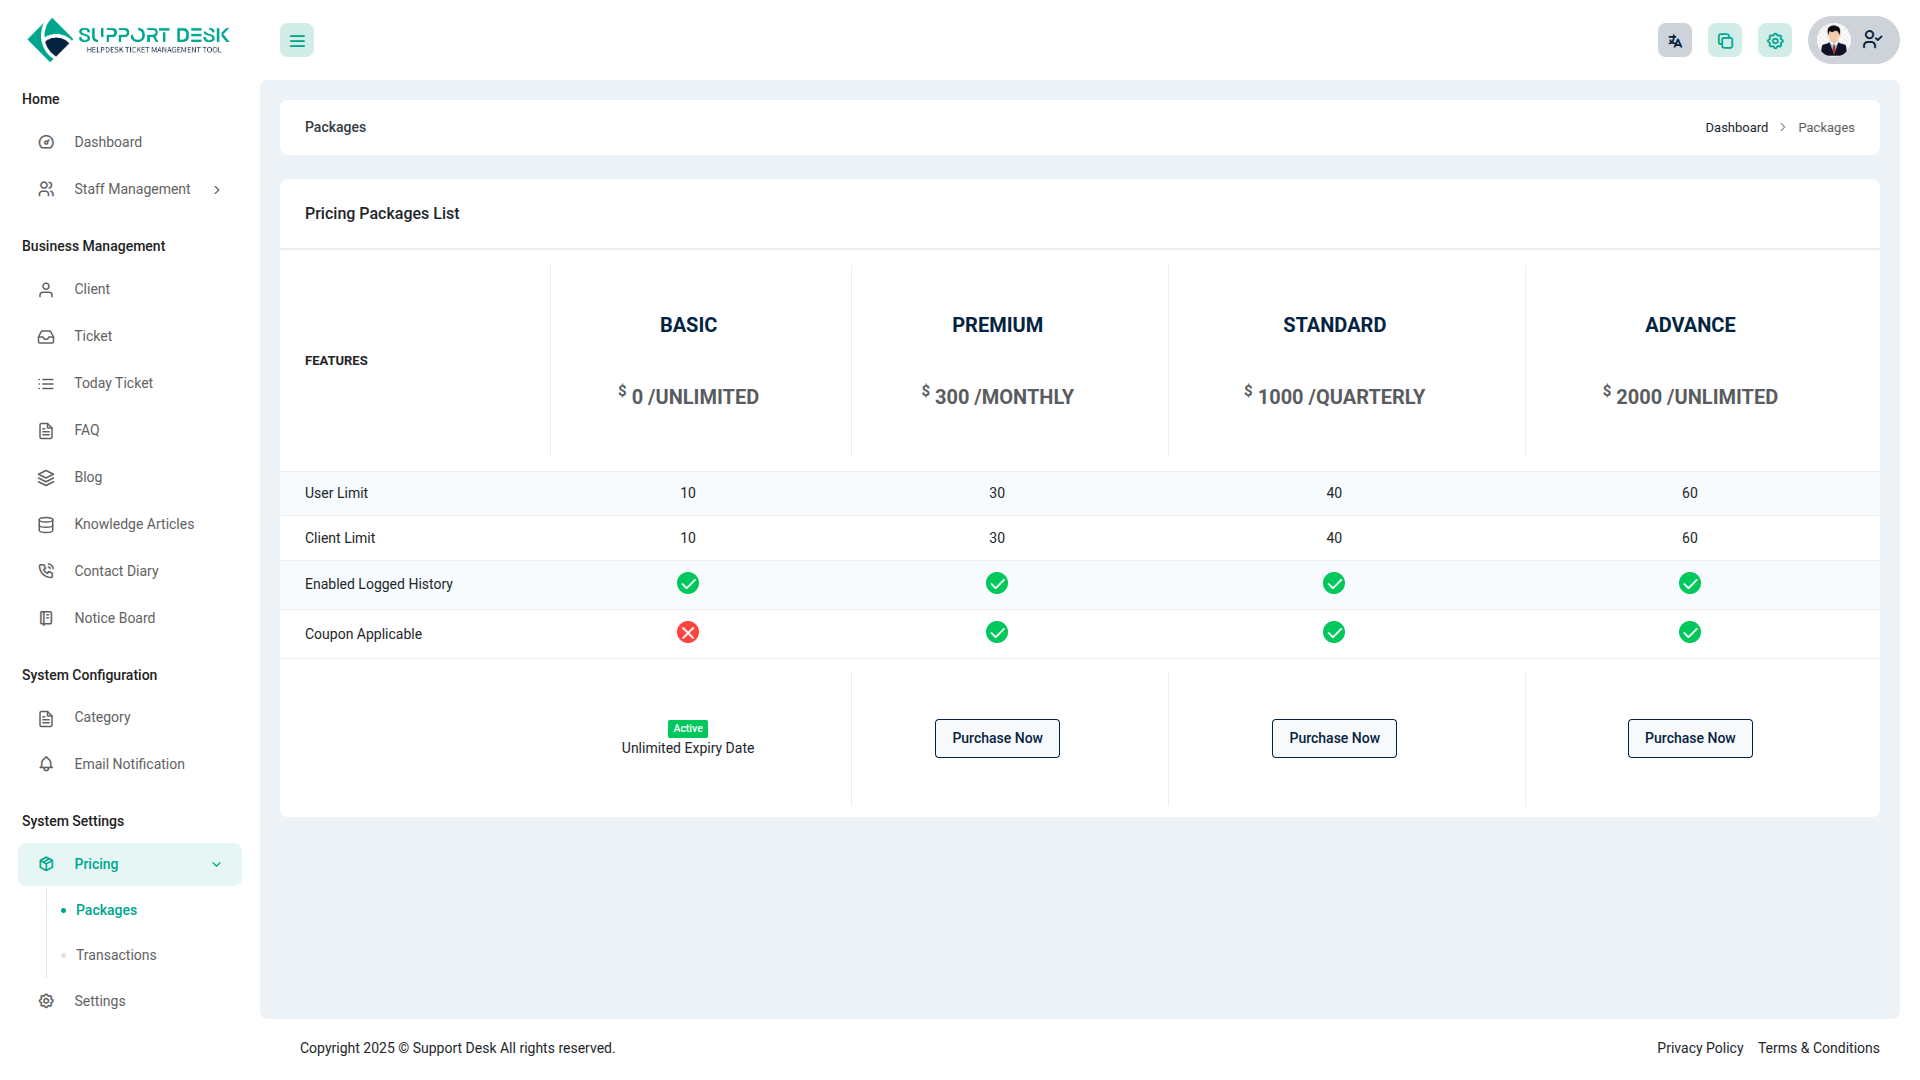 SUPPORT DESK
HELPDESK TICKET MANAGEMENT TOOL
Home
Dashboard
Staff Management
Business Management
Client
Ticket
Today Ticket
FAQ
Blog
Knowledge Articles
Contact Diary
Notice Board
System Configuration
Category
Email Notification
System Settings
Pricing
Packages
Transactions
Settings
Packages
Dashboard > Packages
Pricing Packages List
FEATURES
BASIC
$ 0 /UNLIMITED
PREMIUM
$ 300 /MONTHLY
STANDARD
$ 1000 /QUARTERLY
ADVANCE
$ 2000 /UNLIMITED
User Limit 10 30 40 60
Client Limit 10 30 40 60
Enabled Logged History
Coupon Applicable
Active
Unlimited Expiry Date
Purchase Now Purchase Now Purchase Now
Copyright 2025 © Support Desk All rights reserved.
Privacy Policy Terms & Conditions